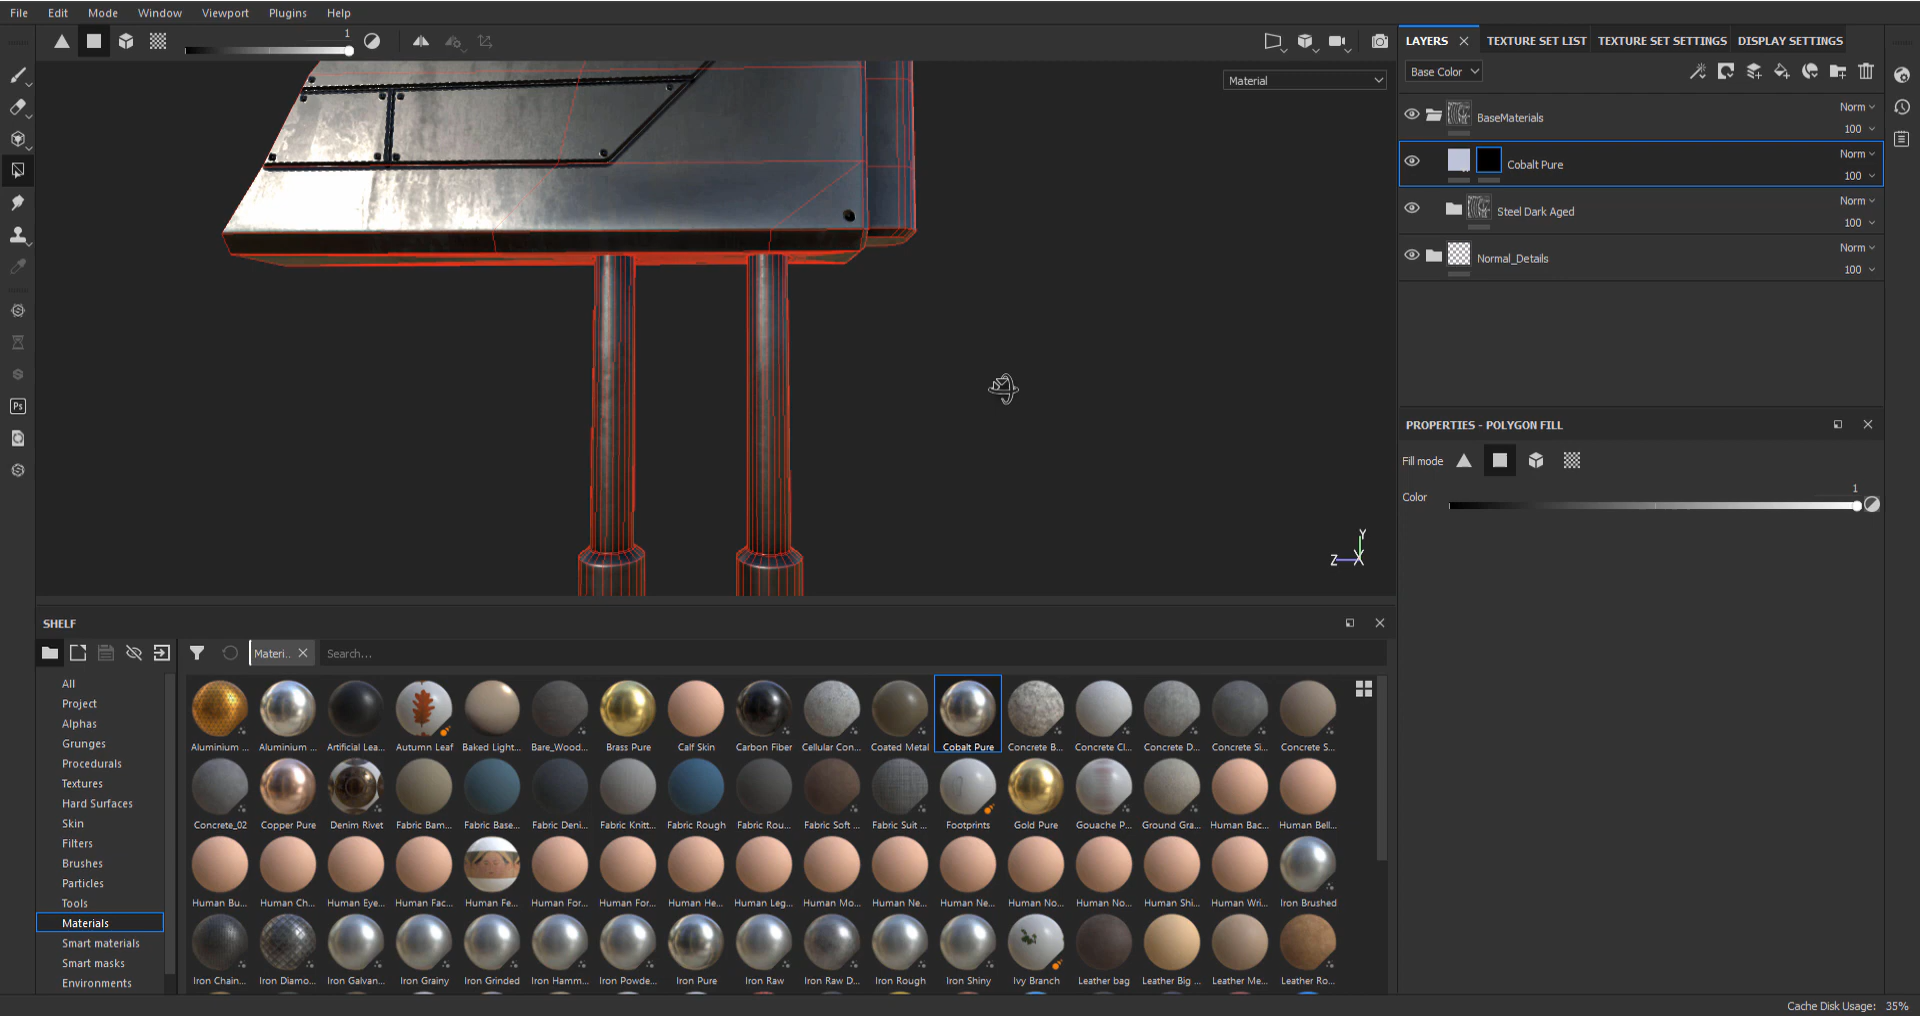 File Edit Mode Window Viewport Plugins Help
1
LAYERS TEXTURE SET LIST TEXTURE SET SETTINGS DISPLAY SETTINGS
Base Color
Material
BaseMaterials
Norm
100
Cobalt Pure
Norm
100
Steel Dark Aged
Norm
100
Normal_Details
Norm
100
Ps
PROPERTIES - POLYGON FILL
Fill mode
Color
1
Y
Z X
SHELF
Materi..
Search...
All
Project
Alphas
Grunges
Procedurals
Textures
Hard Surfaces
Skin
Filters
Brushes
Particles
Tools
Materials
Smart materials
Smart masks
Environments
Aluminium ... Aluminium ... Artificial Lea... Autumn Leaf Baked Light... Bare_Wood... Brass Pure Calf Skin Carbon Fiber Cellular Con... Coated Metal Cobalt Pure Concrete B... Concrete Cl... Concrete D... Concrete Si... Concrete S...
Concrete_02 Copper Pure Denim Rivet Fabric Bam... Fabric Base... Fabric Deni... Fabric Knitt... Fabric Rough Fabric Rou... Fabric Soft ... Fabric Suit ... Footprints Gold Pure Gouache P... Ground Gra... Human Bac... Human Bell...
Human Bu... Human Ch... Human Eye... Human Fac... Human Fe... Human For... Human For... Human He... Human Leg... Human Mo... Human Ne... Human Ne... Human No... Human No... Human Shi... Human Wri... Iron Brushed
Iron Chain... Iron Diamo... Iron Galvan... Iron Grainy Iron Grinded Iron Hamm... Iron Powde... Iron Pure Iron Raw Iron Raw D... Iron Rough Iron Shiny Ivy Branch Leather bag Leather Big ... Leather Me... Leather Ro...
Cache Disk Usage: 35%